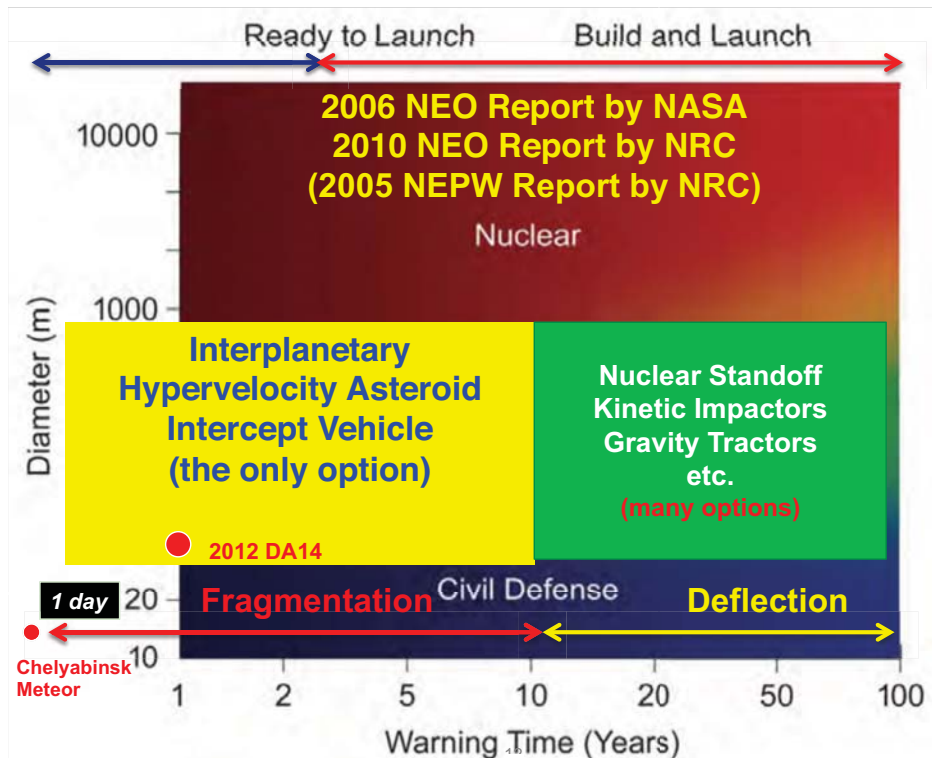 Ready to Launch
Build and Launch
2006 NEO Report by NASA
2010 NEO Report by NRC
(2005 NEPW Report by NRC)
10000
Nuclear
1000
Diameter (m)
Interplanetary
Hypervelocity Asteroid
Intercept Vehicle
(the only option)
Nuclear Standoff
Kinetic Impactors
Gravity Tractors
etc.
(many options)
2012 DA14
1 day
20
Fragmentation
Civil Defense
Deflection
10
Chelyabinsk
Meteor
1 2 5 10 20 50 100
Warning Time (Years)